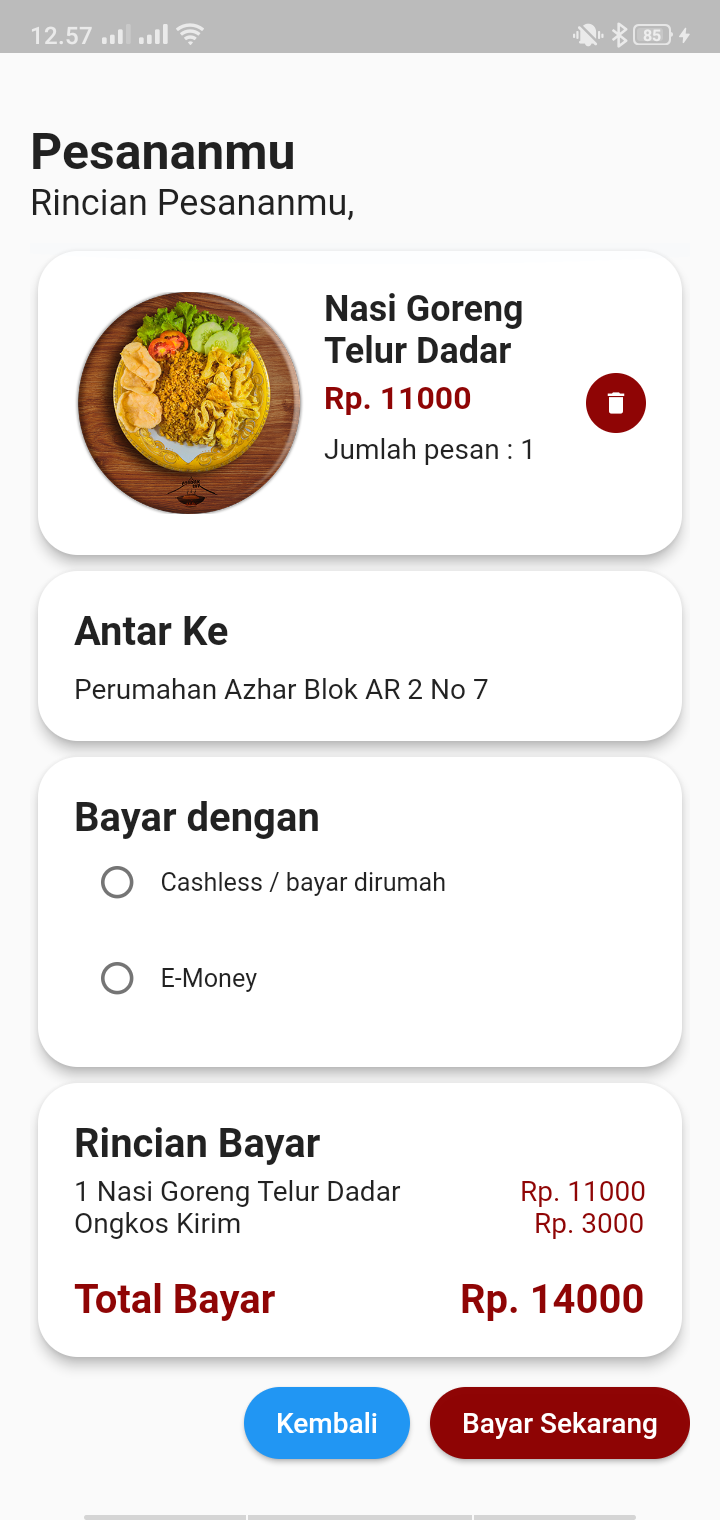 12.57
85
Pesananmu
Rincian Pesananmu,
Nasi Goreng
Telur Dadar
Rp. 11000
Jumlah pesan : 1
Antar Ke
Perumahan Azhar Blok AR 2 No 7
Bayar dengan
Cashless / bayar dirumah
E-Money
Rincian Bayar
1 Nasi Goreng Telur Dadar Rp. 11000
Ongkos Kirim Rp. 3000
Total Bayar Rp. 14000
Kembali Bayar Sekarang